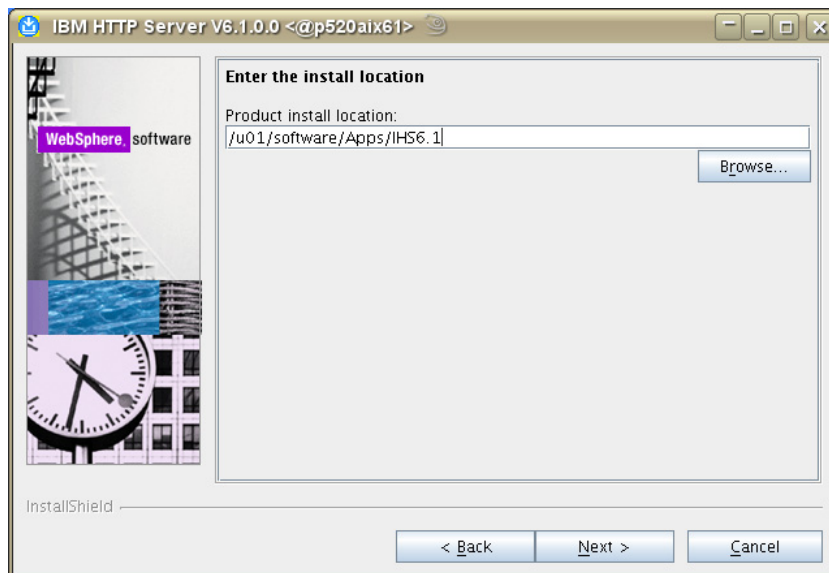 IBM HTTP Server V6.1.0.0 <@p520aix61>
WebSphere. software
Enter the install location
Product install location:
/u01/software/Apps/IHS6.1
Browse...
InstallShield
< Back
Next >
Cancel